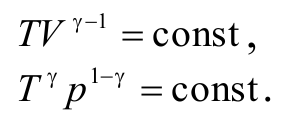 TV^{γ−1} = const,
T^{γ} p^{1−γ} = const.